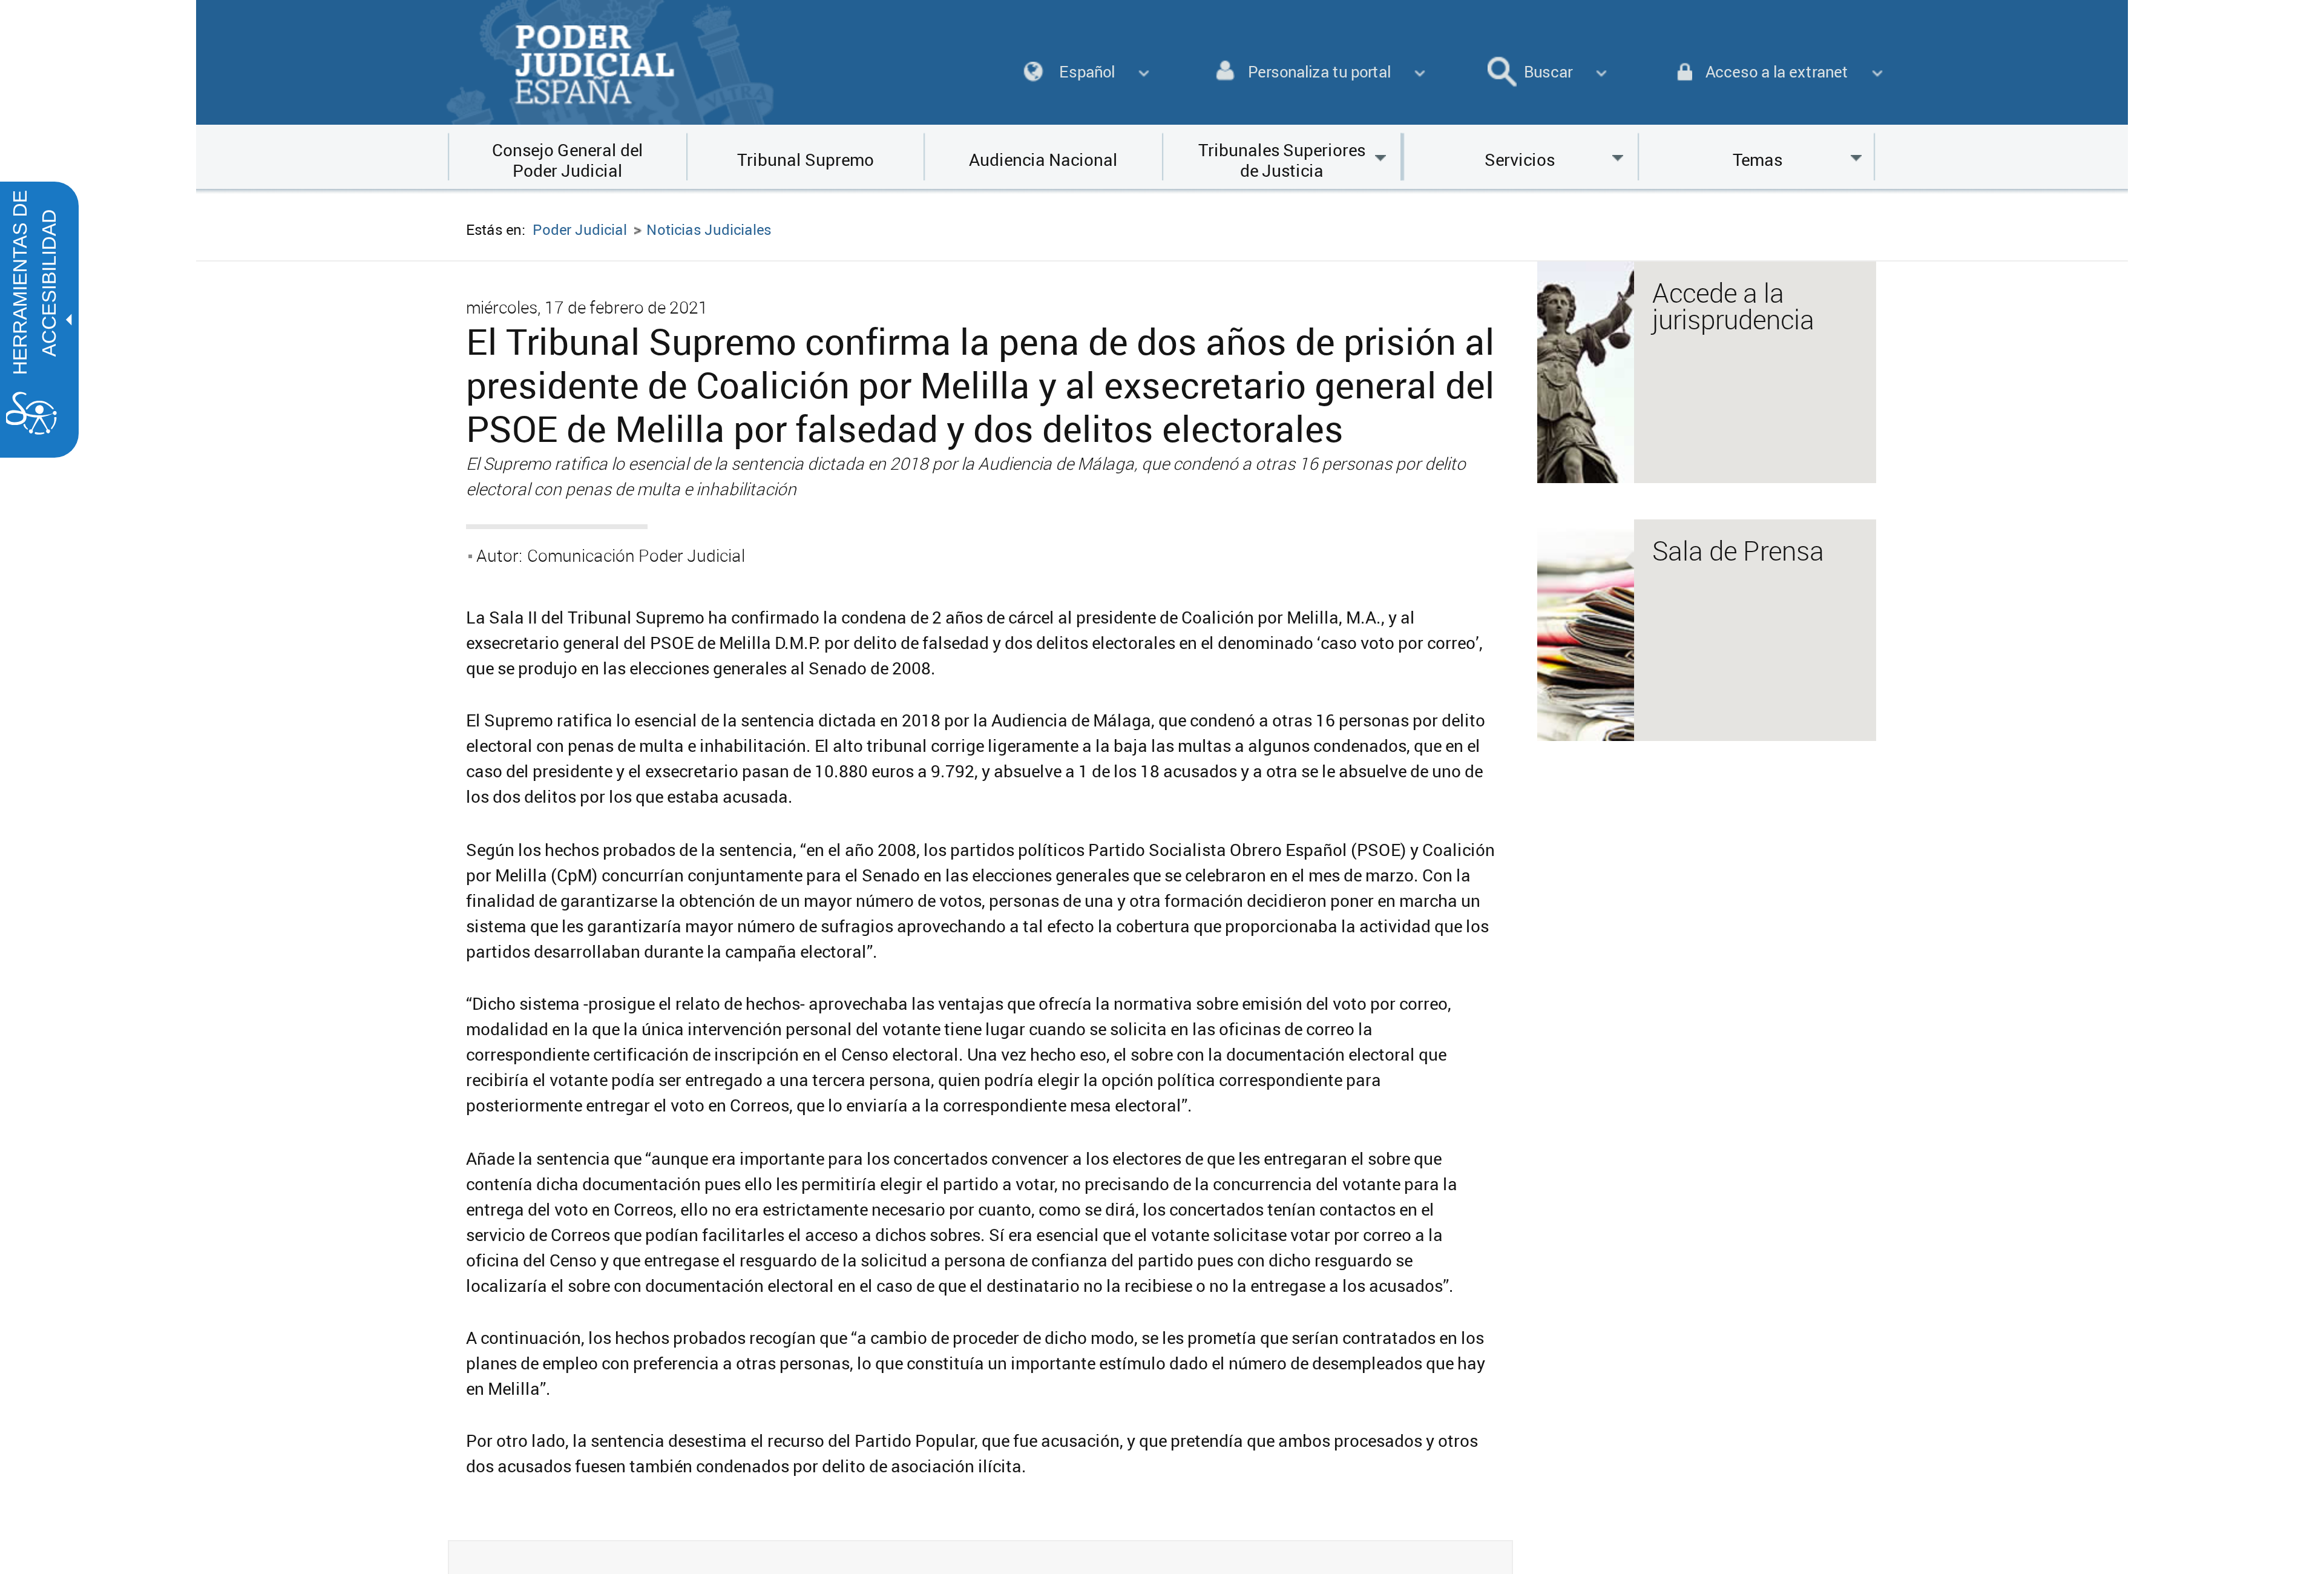 PODER
JUDICIAL
ESPAÑA
VLTRA
Español
Personaliza tu portal
Buscar
Acceso a la extranet
Consejo General del
Poder Judicial
Tribunal Supremo
Audiencia Nacional
Tribunales Superiores
de Justicia
Servicios
Temas
HERRAMIENTAS DE
ACCESIBILIDAD
Estás en: Poder Judicial > Noticias Judiciales
miércoles, 17 de febrero de 2021
El Tribunal Supremo confirma la pena de dos años de prisión al
presidente de Coalición por Melilla y al exsecretario general del
PSOE de Melilla por falsedad y dos delitos electorales
El Supremo ratifica lo esencial de la sentencia dictada en 2018 por la Audiencia de Málaga, que condenó a otras 16 personas por delito
electoral con penas de multa e inhabilitación
Autor: Comunicación Poder Judicial
La Sala II del Tribunal Supremo ha confirmado la condena de 2 años de cárcel al presidente de Coalición por Melilla, M.A., y al
exsecretario general del PSOE de Melilla D.M.P. por delito de falsedad y dos delitos electorales en el denominado ‘caso voto por correo’,
que se produjo en las elecciones generales al Senado de 2008.
El Supremo ratifica lo esencial de la sentencia dictada en 2018 por la Audiencia de Málaga, que condenó a otras 16 personas por delito
electoral con penas de multa e inhabilitación. El alto tribunal corrige ligeramente a la baja las multas a algunos condenados, que en el
caso del presidente y el exsecretario pasan de 10.880 euros a 9.792, y absuelve a 1 de los 18 acusados y a otra se le absuelve de uno de
los dos delitos por los que estaba acusada.
Según los hechos probados de la sentencia, “en el año 2008, los partidos políticos Partido Socialista Obrero Español (PSOE) y Coalición
por Melilla (CpM) concurrían conjuntamente para el Senado en las elecciones generales que se celebraron en el mes de marzo. Con la
finalidad de garantizarse la obtención de un mayor número de votos, personas de una y otra formación decidieron poner en marcha un
sistema que les garantizaría mayor número de sufragios aprovechando a tal efecto la cobertura que proporcionaba la actividad que los
partidos desarrollaban durante la campaña electoral”.
“Dicho sistema -prosigue el relato de hechos- aprovechaba las ventajas que ofrecía la normativa sobre emisión del voto por correo,
modalidad en la que la única intervención personal del votante tiene lugar cuando se solicita en las oficinas de correo la
correspondiente certificación de inscripción en el Censo electoral. Una vez hecho eso, el sobre con la documentación electoral que
recibiría el votante podía ser entregado a una tercera persona, quien podría elegir la opción política correspondiente para
posteriormente entregar el voto en Correos, que lo enviaría a la correspondiente mesa electoral”.
Añade la sentencia que “aunque era importante para los concertados convencer a los electores de que les entregaran el sobre que
contenía dicha documentación pues ello les permitiría elegir el partido a votar, no precisando de la concurrencia del votante para la
entrega del voto en Correos, ello no era estrictamente necesario por cuanto, como se dirá, los concertados tenían contactos en el
servicio de Correos que podían facilitarles el acceso a dichos sobres. Sí era esencial que el votante solicitase votar por correo a la
oficina del Censo y que entregase el resguardo de la solicitud a persona de confianza del partido pues con dicho resguardo se
localizaría el sobre con documentación electoral en el caso de que el destinatario no la recibiese o no la entregase a los acusados”.
A continuación, los hechos probados recogían que “a cambio de proceder de dicho modo, se les prometía que serían contratados en los
planes de empleo con preferencia a otras personas, lo que constituía un importante estímulo dado el número de desempleados que hay
en Melilla”.
Por otro lado, la sentencia desestima el recurso del Partido Popular, que fue acusación, y que pretendía que ambos procesados y otros
dos acusados fuesen también condenados por delito de asociación ilícita.
Accede a la
jurisprudencia
Sala de Prensa